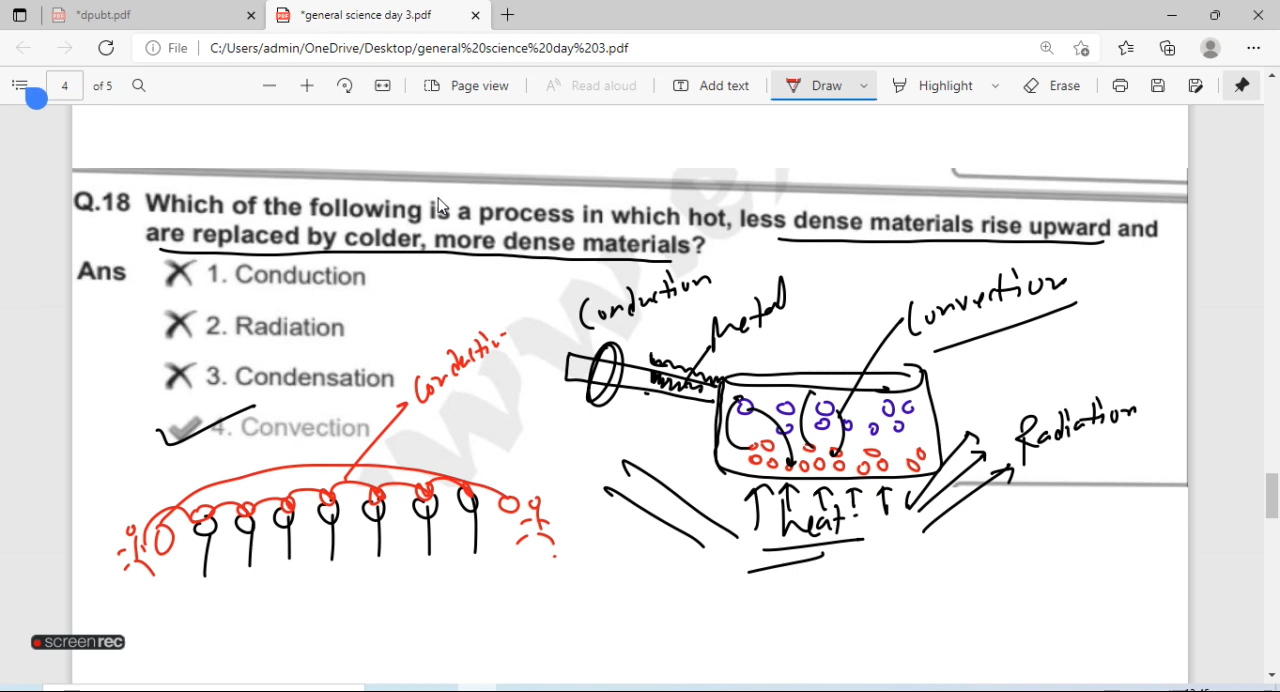 *dpubt.pdf
*general science day 3.pdf
File
C:/Users/admin/OneDrive/Desktop/general%20science%20day%203.pdf
4 of 5
Page view
Read aloud
Add text
Draw
Highlight
Erase
Q.18 Which of the following is a process in which hot, less dense materials rise upward and
are replaced by colder, more dense materials?
Ans
1. Conduction
2. Radiation
3. Condensation
4. Convection
Conduction
Metal
Convection
Radiation
heat
www.
screenrec